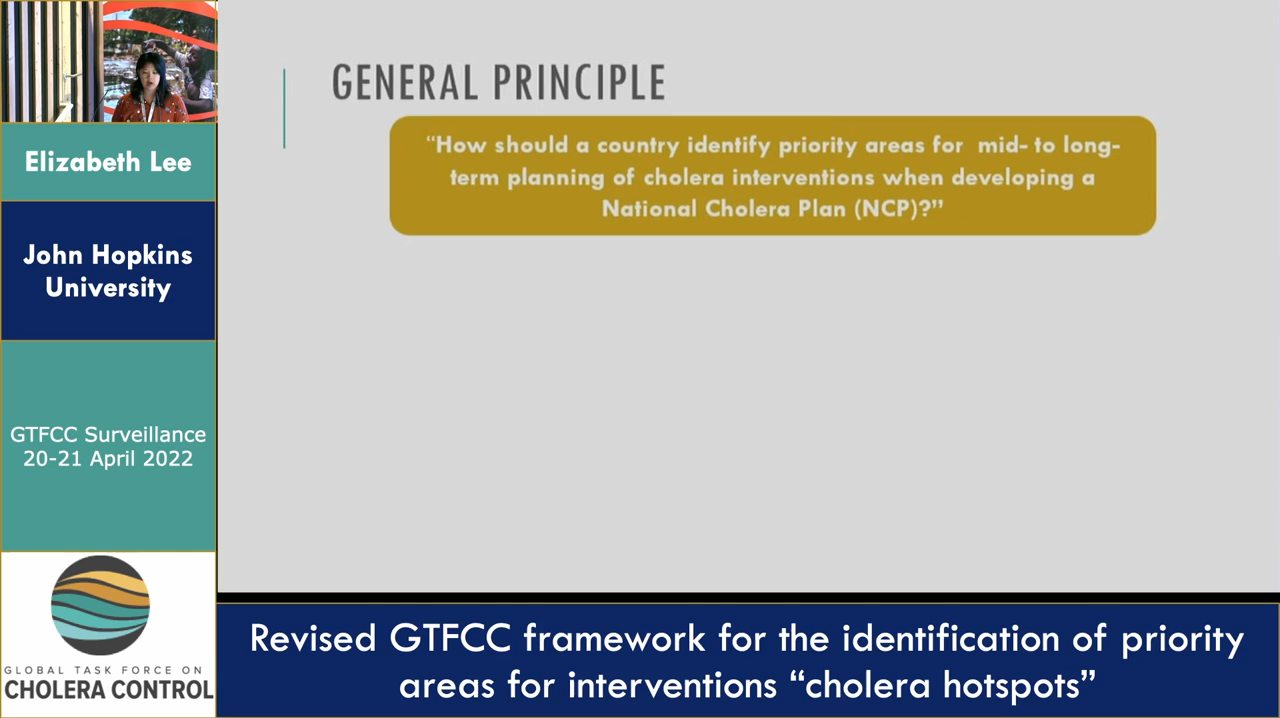 Elizabeth Lee
John Hopkins
University
GTFCC Surveillance
20-21 April 2022
GLOBAL TASK FORCE ON
CHOLERA CONTROL
GENERAL PRINCIPLE
“How should a country identify priority areas for mid- to long-
term planning of cholera interventions when developing a
National Cholera Plan (NCP)?”
Revised GTFCC framework for the identification of priority
areas for interventions “cholera hotspots”